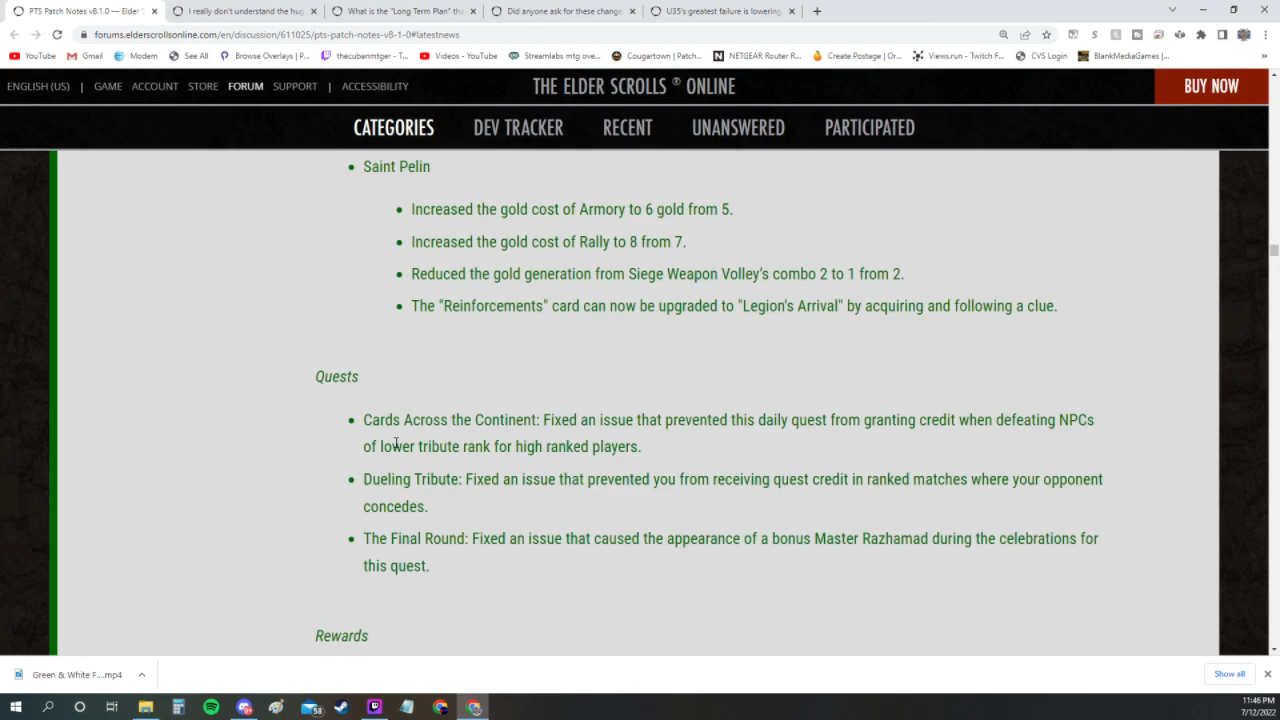 PTS Patch Notes v8.1.0 — Elder S
I really don't understand the hug
What is the "Long Term Plan" the
Did anyone ask for these change
U35's greatest failure is lowering
forums.elderscrollsonline.com/en/discussion/611025/pts-patch-notes-v8-1-0#latestnews
YouTube
Gmail
Modem
See All
Browse Overlays | P...
thecubanmtger - T...
Videos - YouTube
Streamlabs mtg ove...
Cougartown | Patch...
NETGEAR Router R...
Create Postage | Or...
Views.run - Twitch F...
CVS Login
BlankMediaGames |...
»
ENGLISH (US) | GAME ACCOUNT STORE FORUM SUPPORT | ACCESSIBILITY
THE ELDER SCROLLS ® ONLINE
BUY NOW
CATEGORIES DEV TRACKER RECENT UNANSWERED PARTICIPATED
• Saint Pelin
• Increased the gold cost of Armory to 6 gold from 5.
• Increased the gold cost of Rally to 8 from 7.
• Reduced the gold generation from Siege Weapon Volley's combo 2 to 1 from 2.
• The "Reinforcements" card can now be upgraded to "Legion's Arrival" by acquiring and following a clue.
Quests
• Cards Across the Continent: Fixed an issue that prevented this daily quest from granting credit when defeating NPCs
of lower tribute rank for high ranked players.
• Dueling Tribute: Fixed an issue that prevented you from receiving quest credit in ranked matches where your opponent
concedes.
• The Final Round: Fixed an issue that caused the appearance of a bonus Master Razhamad during the celebrations for
this quest.
Rewards
Green & White F....mp4
Show all
58
11:46 PM
7/12/2022